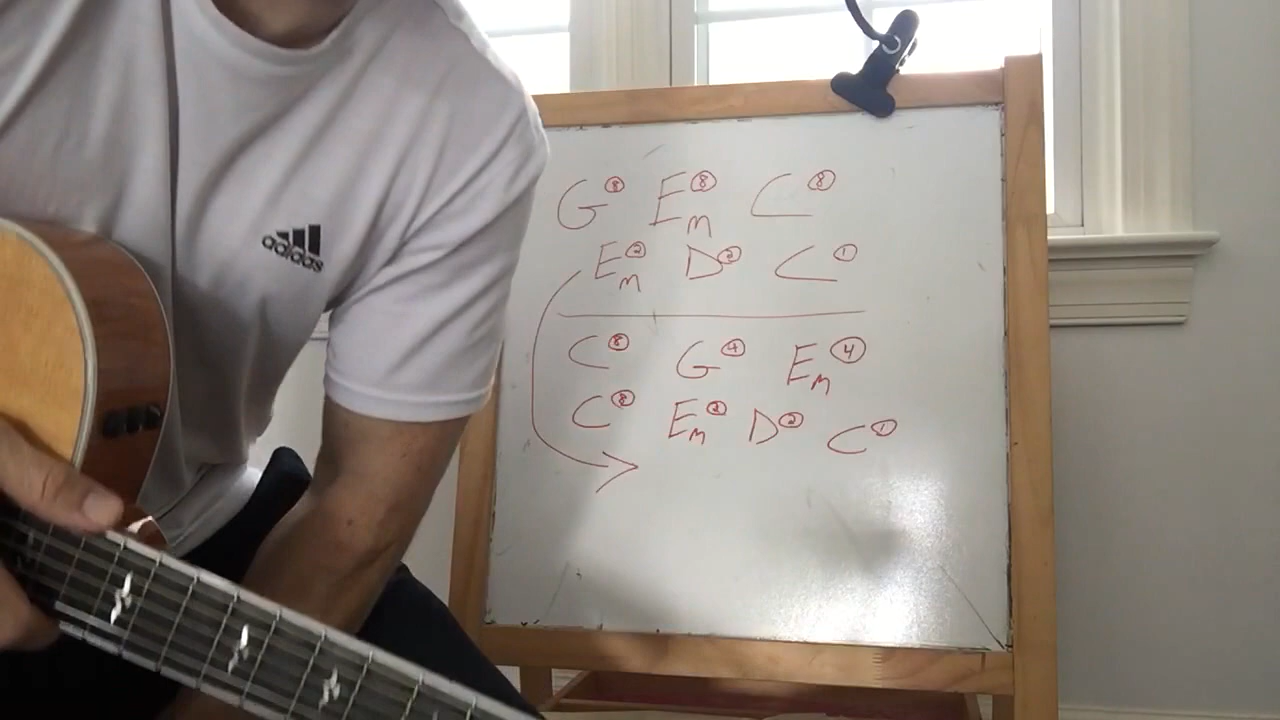 adidas
G⑧ Em⑧ C⑧
Em② D② C①
C⑧ G④ Em④
C⑧ Em② D② C①